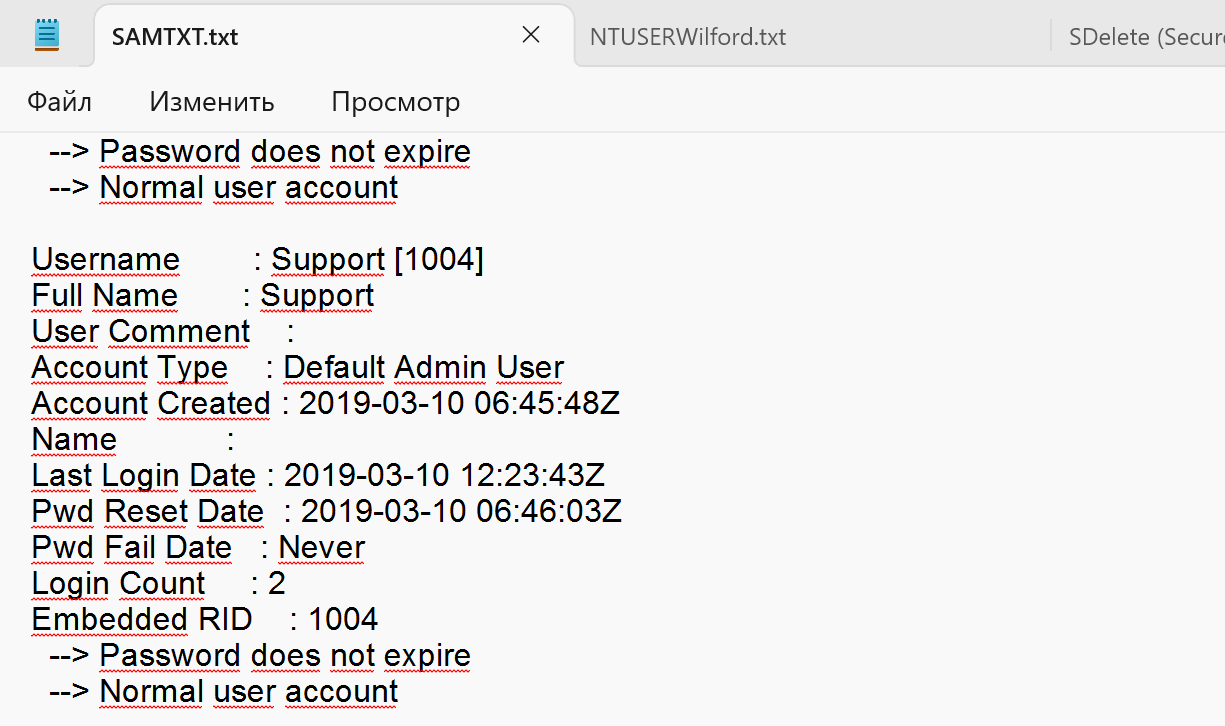 SAMTXT.txt
NTUSERWilford.txt
SDelete (Secure
Файл
Изменить
Просмотр
--> Password does not expire
--> Normal user account
Username : Support [1004]
Full Name : Support
User Comment :
Account Type : Default Admin User
Account Created : 2019-03-10 06:45:48Z
Name :
Last Login Date : 2019-03-10 12:23:43Z
Pwd Reset Date : 2019-03-10 06:46:03Z
Pwd Fail Date : Never
Login Count : 2
Embedded RID : 1004
--> Password does not expire
--> Normal user account